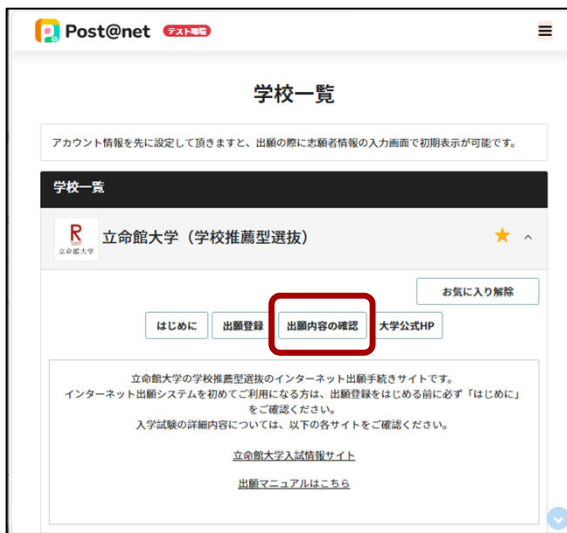 Post@net テスト環境
学校一覧
アカウント情報を先に設定して頂きますと、出願の際に志願者情報の入力画面で初期表示が可能です。
学校一覧
R 立命館大学 立命館大学（学校推薦型選抜）
お気に入り解除
はじめに 出願登録 出願内容の確認 大学公式HP
立命館大学の学校推薦型選抜のインターネット出願手続きサイトです。
インターネット出願システムを初めてご利用になる方は、出願登録をはじめる前に必ず「はじめに」
をご確認ください。
入学試験の詳細内容については、以下の各サイトをご確認ください。
立命館大学入試情報サイト
出願マニュアルはこちら